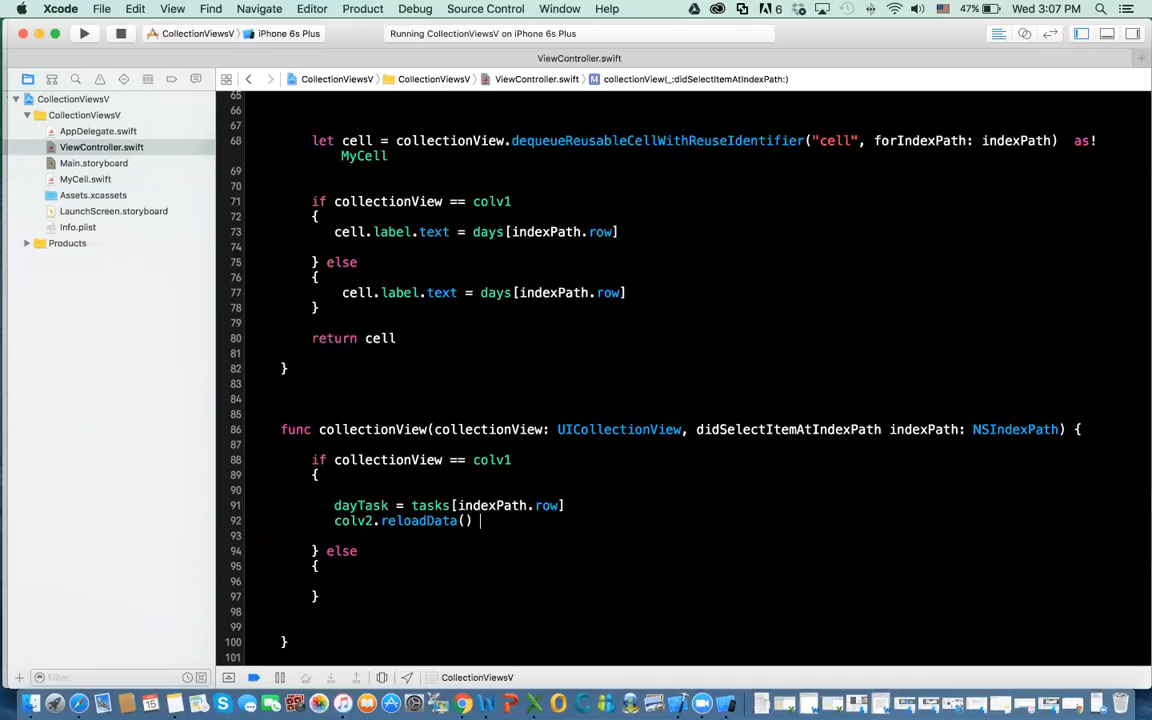 Xcode File Edit View Find Navigate Editor Product Debug Source Control Window Help 6 47% Wed 3:07 PM
CollectionViewsV iPhone 6s Plus Running CollectionViewsV on iPhone 6s Plus
ViewController.swift
CollectionViewsV CollectionViewsV ViewController.swift M collectionView(_:didSelectItemAtIndexPath:)
CollectionViewsV
CollectionViewsV
AppDelegate.swift
ViewController.swift
Main.storyboard
MyCell.swift
Assets.xcassets
LaunchScreen.storyboard
Info.plist
Products
65
66
67
68 let cell = collectionView.dequeueReusableCellWithReuseIdentifier("cell", forIndexPath: indexPath) as!
MyCell
69
70
71 if collectionView == colv1
72 {
73 cell.label.text = days[indexPath.row]
74
75 } else
76 {
77 cell.label.text = days[indexPath.row]
78 }
79
80 return cell
81
82 }
83
84
85
86 func collectionView(collectionView: UICollectionView, didSelectItemAtIndexPath indexPath: NSIndexPath) {
87
88 if collectionView == colv1
89 {
90
91 dayTask = tasks[indexPath.row]
92 colv2.reloadData()
93
94 } else
95 {
96
97 }
98
99
100 }
101
Filter CollectionViewsV
15